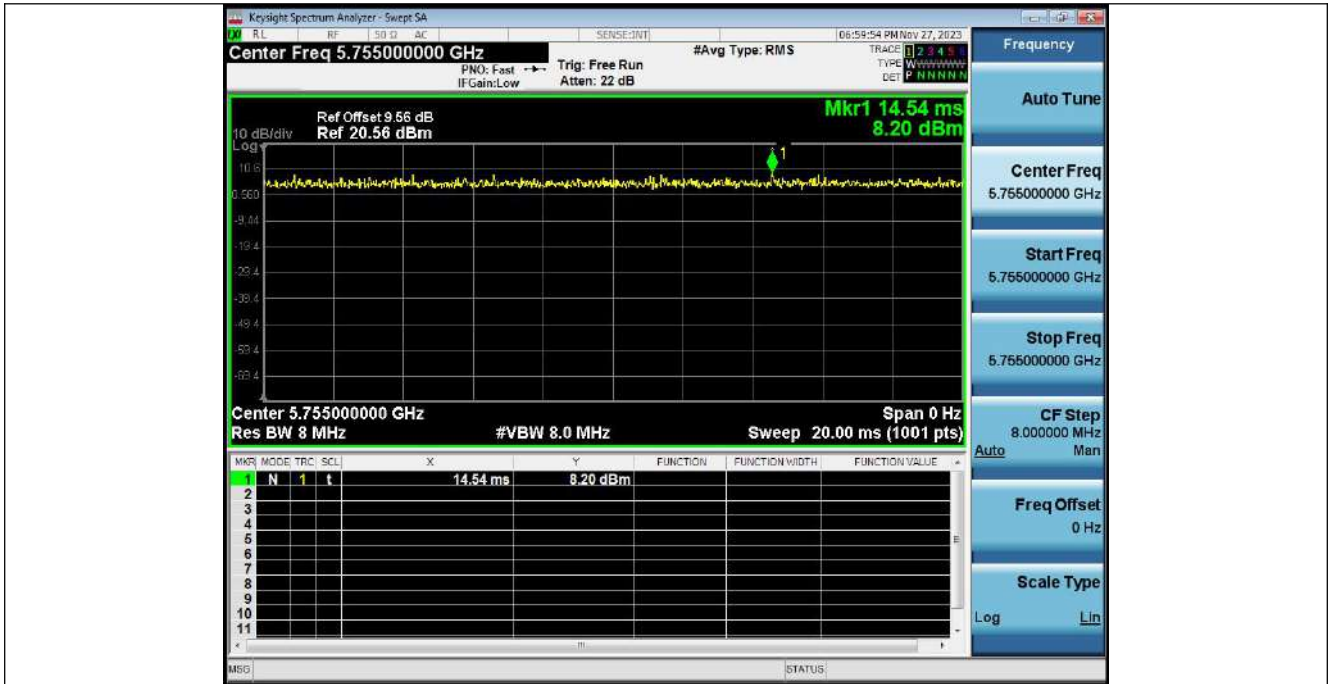 Keysight Spectrum Analyzer - Swept SA
RL RF 50 Ω AC SENSE:INT 06:59:54 PM Nov 27, 2023
Center Freq 5.755000000 GHz #Avg Type: RMS TRACE 1 2 3 4 5 6
PNO: Fast Trig: Free Run TYPE
IFGain:Low Atten: 22 dB DET P N N N N N
Frequency
Auto Tune
Mkr1 14.54 ms
8.20 dBm
Ref Offset 9.56 dB
10 dB/div Ref 20.56 dBm
Log
10.6
0.560
-9.44
-19.4
-29.4
-39.4
-49.4
-59.4
-69.4
1
Center 5.755000000 GHz Span 0 Hz
Res BW 8 MHz #VBW 8.0 MHz Sweep 20.00 ms (1001 pts)
MKR MODE TRC SCL X Y FUNCTION FUNCTION WIDTH FUNCTION VALUE
1 N 1 t 14.54 ms 8.20 dBm
2
3
4
5
6
7
8
9
10
11
Center Freq
5.755000000 GHz
Start Freq
5.755000000 GHz
Stop Freq
5.755000000 GHz
CF Step
8.000000 MHz
Auto Man
Freq Offset
0 Hz
Scale Type
Log Lin
MSG STATUS